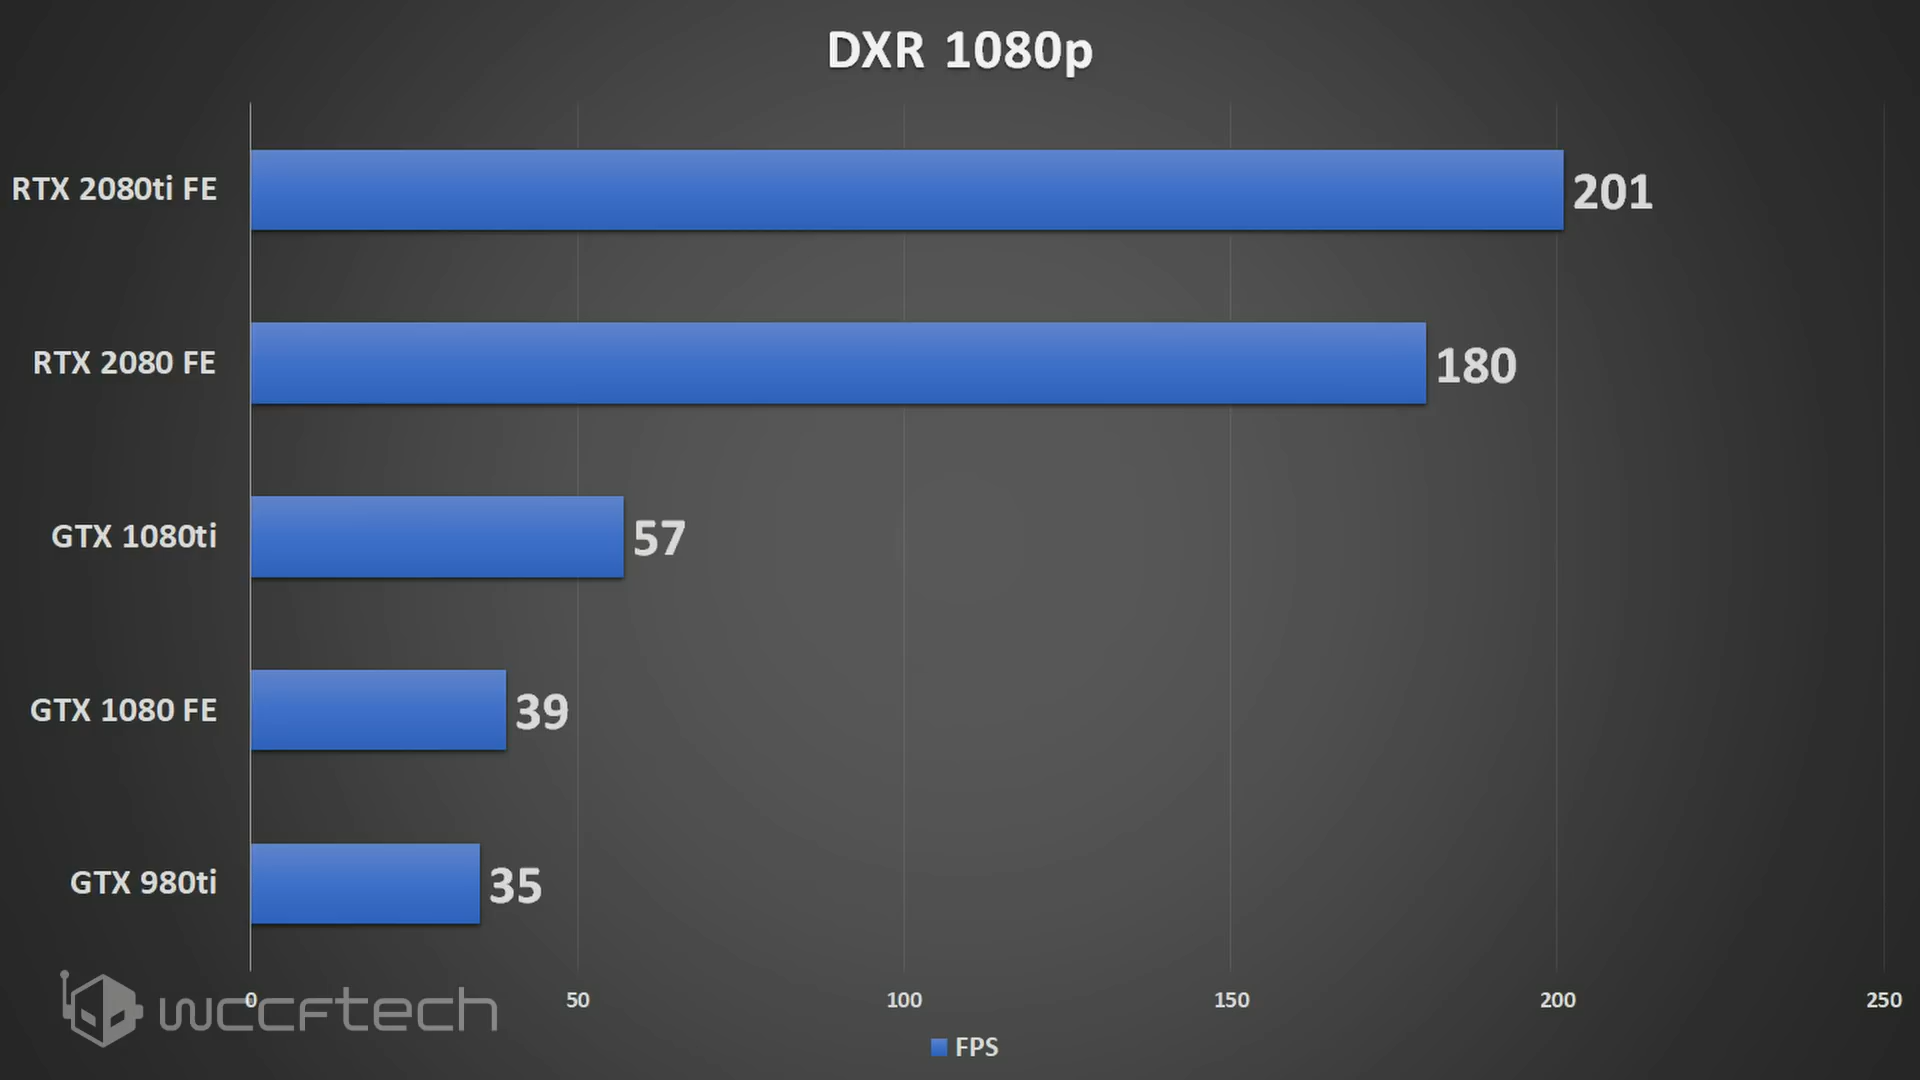 DXR 1080p
RTX 2080ti FE
201
RTX 2080 FE
180
GTX 1080ti
57
GTX 1080 FE
39
GTX 980ti
35
0
50
100
150
200
250
wccftech
FPS